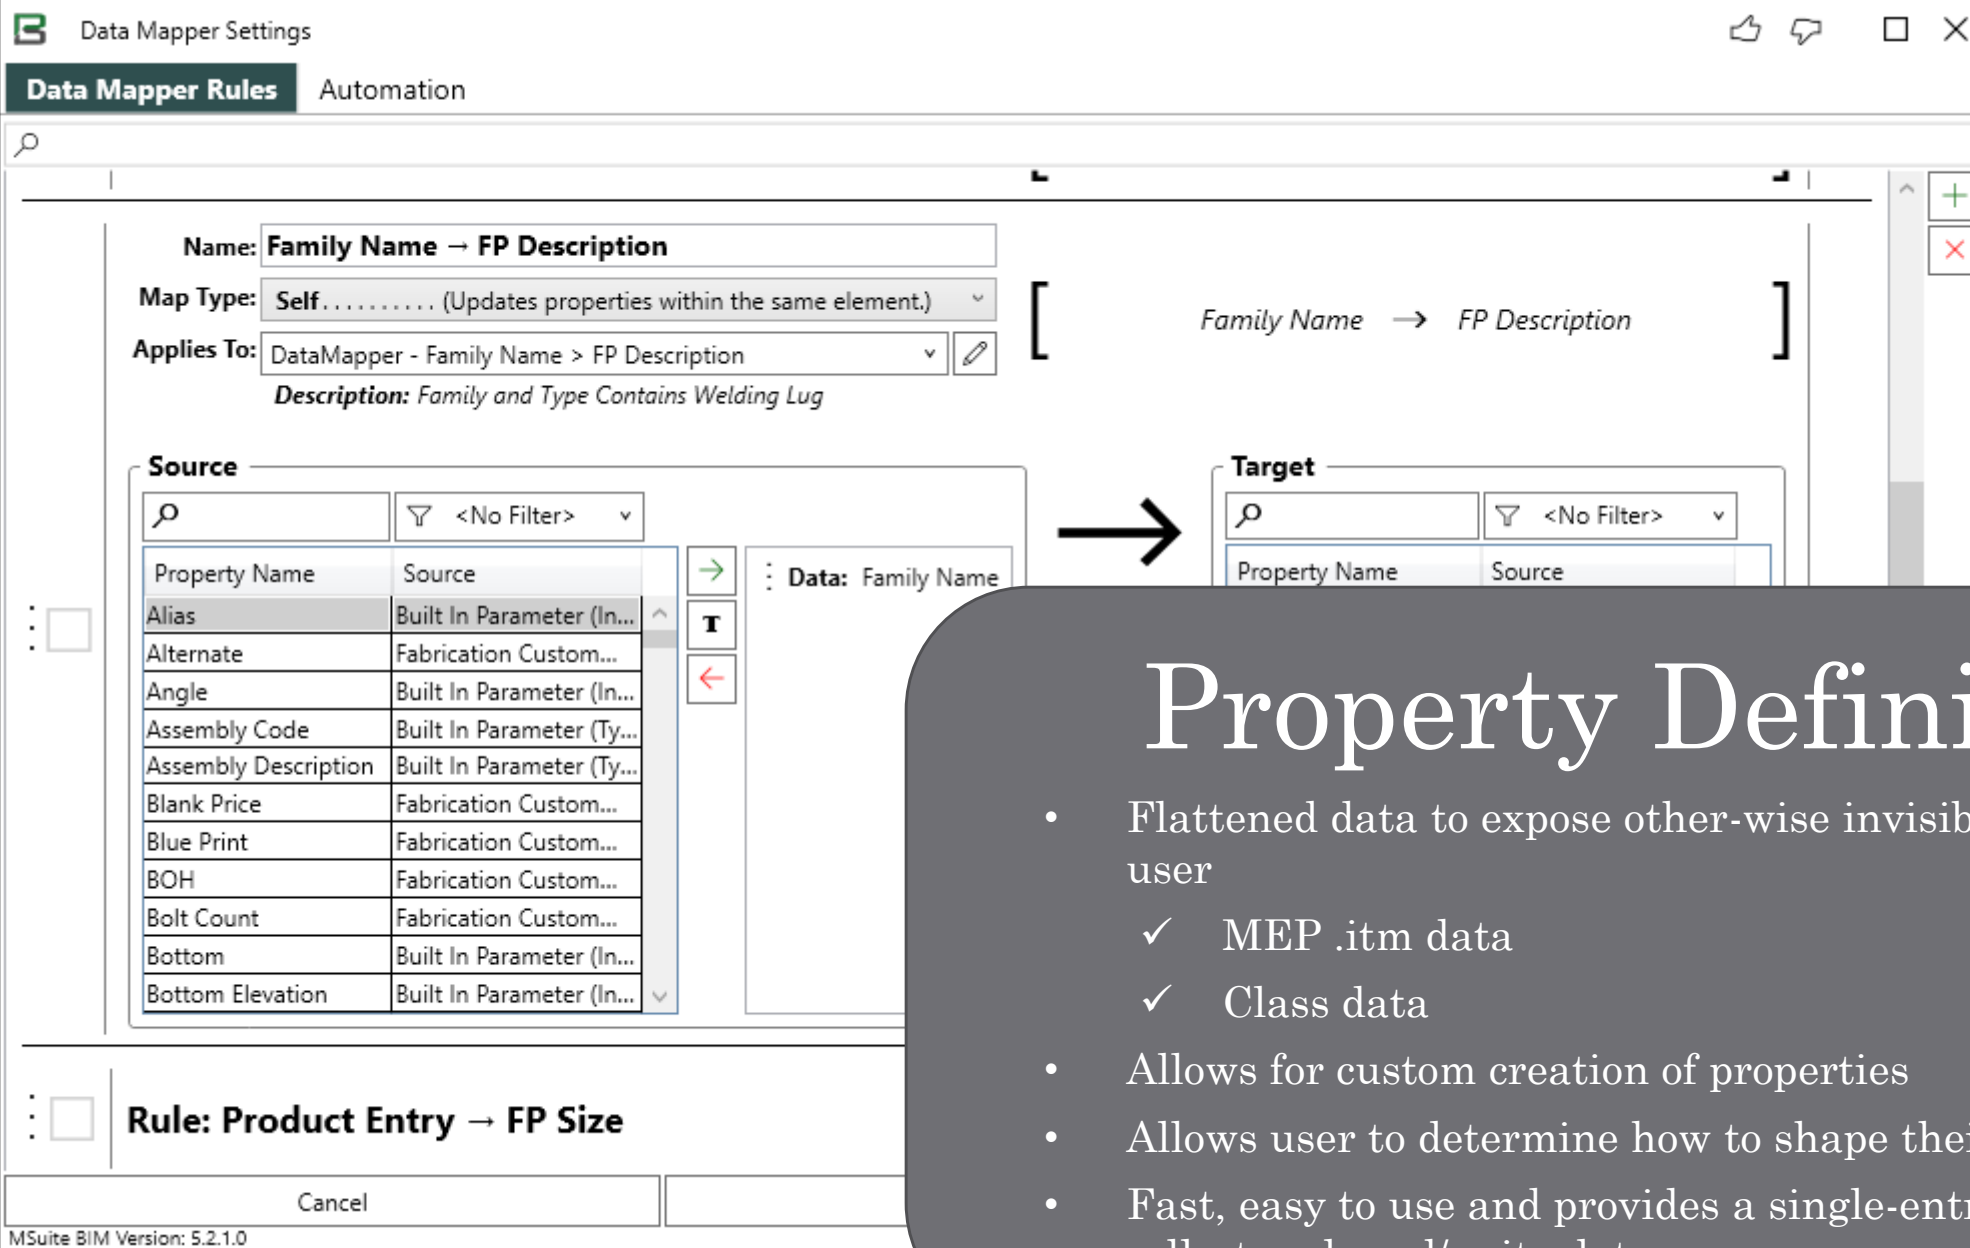 Data Mapper Settings
Data Mapper Rules Automation
Name: Family Name → FP Description
Map Type: Self.......... (Updates properties within the same element.)
Applies To: DataMapper - Family Name > FP Description
Description: Family and Type Contains Welding Lug
[ Family Name → FP Description ]
Source
<No Filter>
Property Name Source
Alias Built In Parameter (In...
Alternate Fabrication Custom...
Angle Built In Parameter (In...
Assembly Code Built In Parameter (Ty...
Assembly Description Built In Parameter (Ty...
Blank Price Fabrication Custom...
Blue Print Fabrication Custom...
BOH Fabrication Custom...
Bolt Count Fabrication Custom...
Bottom Built In Parameter (In...
Bottom Elevation Built In Parameter (In...
T
Data: Family Name
Target
<No Filter>
Property Name Source
Rule: Product Entry → FP Size
Cancel
MSuite BIM Version: 5.2.1.0
Property Defini
• Flattened data to expose other-wise invisib
user
✓ MEP .itm data
✓ Class data
• Allows for custom creation of properties
• Allows user to determine how to shape thei
• Fast, easy to use and provides a single-entr